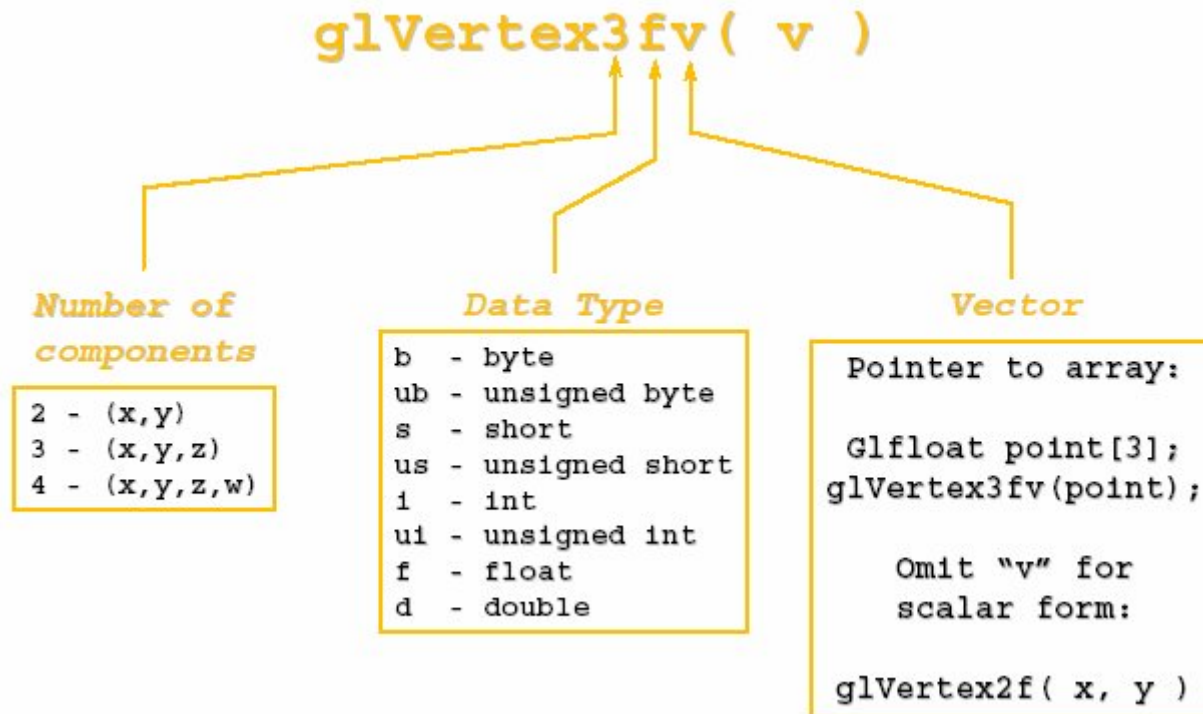 glVertex3fv( v )
Number of
components
2 - (x,y)
3 - (x,y,z)
4 - (x,y,z,w)
Data Type
b - byte
ub - unsigned byte
s - short
us - unsigned short
i - int
ui - unsigned int
f - float
d - double
Vector
Pointer to array:
Glfloat point[3];
glVertex3fv(point);
Omit “v” for
scalar form:
glVertex2f( x, y )